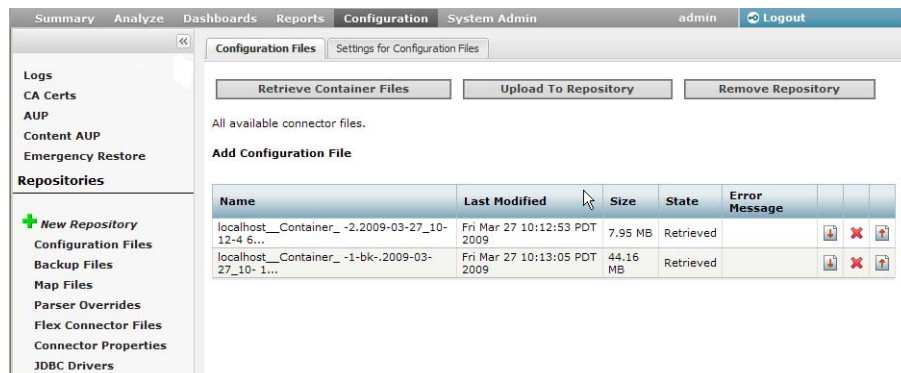 Summary Analyze Dashboards Reports Configuration System Admin admin Logout
Configuration Files Settings for Configuration Files
Logs
CA Certs
AUP
Content AUP
Emergency Restore
Repositories
New Repository
Configuration Files
Backup Files
Map Files
Parser Overrides
Flex Connector Files
Connector Properties
JDBC Drivers
Retrieve Container Files Upload To Repository Remove Repository
All available connector files.
Add Configuration File
Name Last Modified Size State Error
Message
localhost__Container_ -2.2009-03-27_10- Fri Mar 27 10:12:53 PDT 7.95 MB Retrieved
12-4 6... 2009
localhost__Container_ -1-bk-.2009-03- Fri Mar 27 10:13:05 PDT 44.16 Retrieved
27_10- 1... 2009 MB